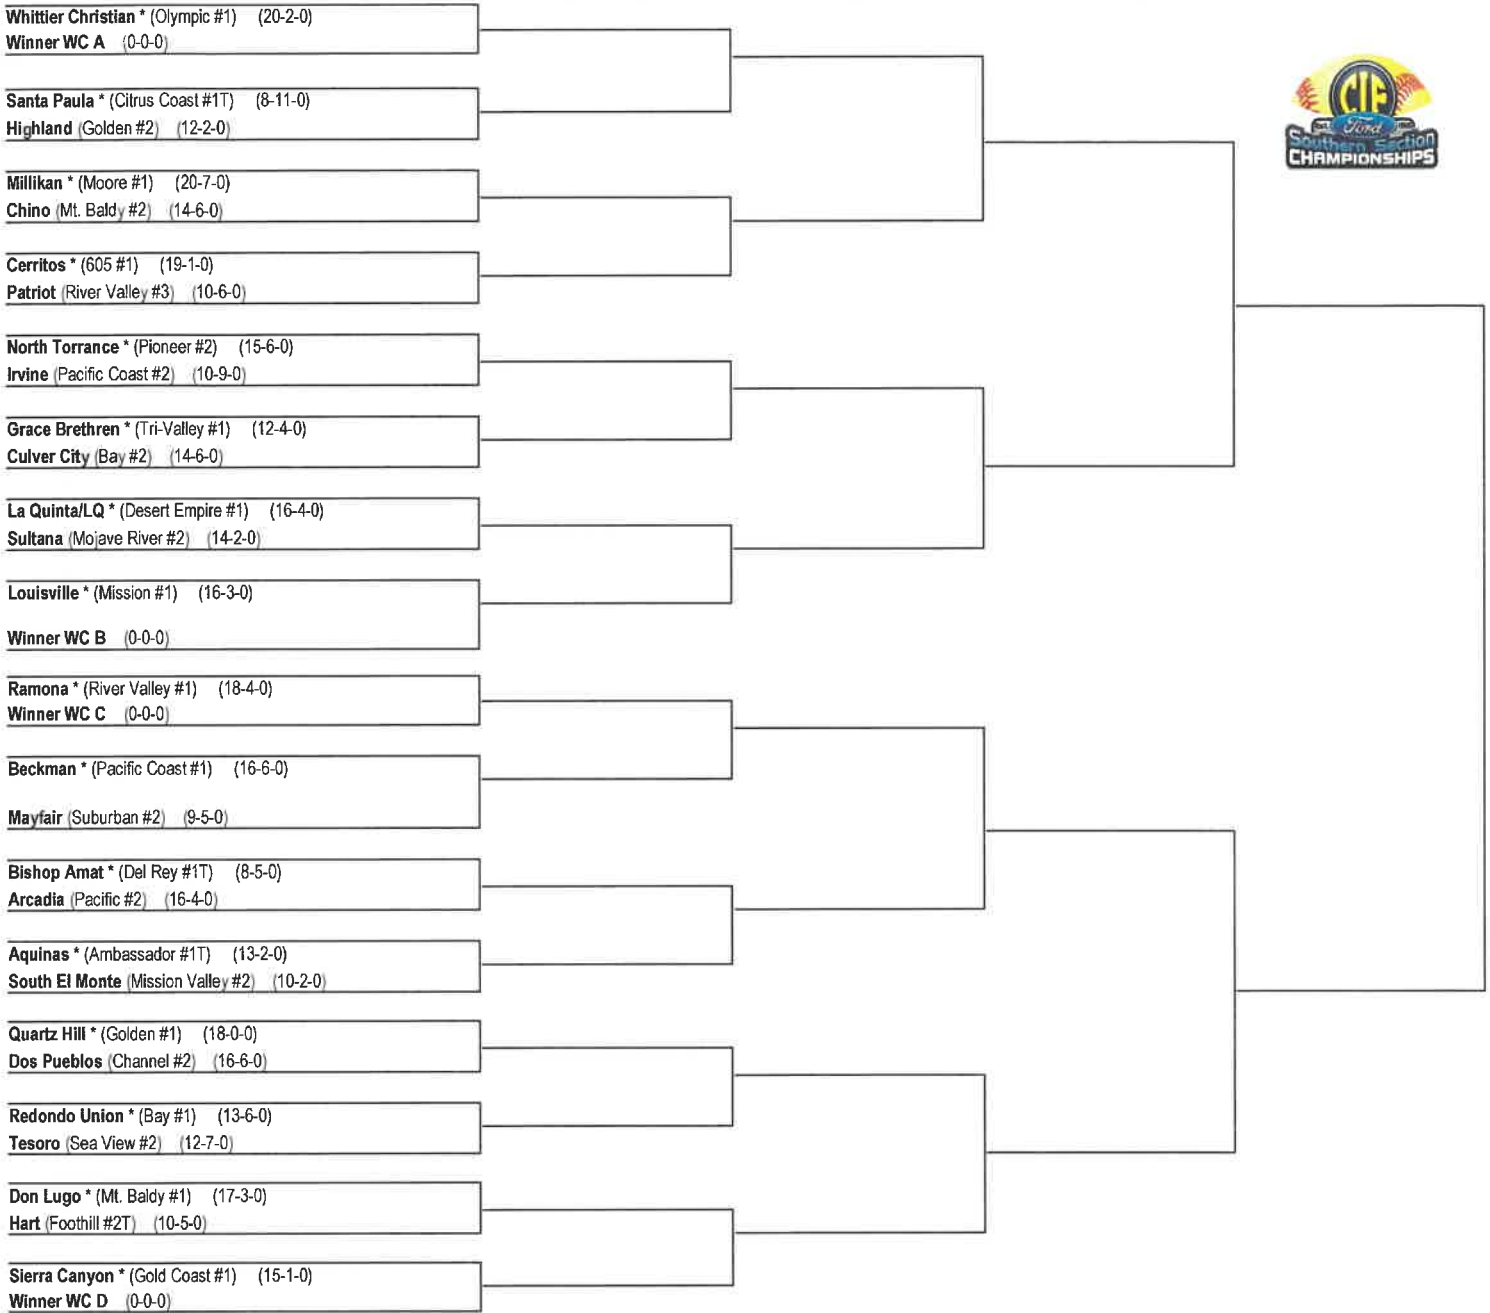 Whittier Christian * (Olympic #1) (20-2-0)
Winner WC A (0-0-0)
Santa Paula * (Citrus Coast #1T) (8-11-0)
Highland (Golden #2) (12-2-0)
Millikan * (Moore #1) (20-7-0)
Chino (Mt. Baldy #2) (14-6-0)
Cerritos * (605 #1) (19-1-0)
Patriot (River Valley #3) (10-6-0)
North Torrance * (Pioneer #2) (15-6-0)
Irvine (Pacific Coast #2) (10-9-0)
Grace Brethren * (Tri-Valley #1) (12-4-0)
Culver City (Bay #2) (14-6-0)
La Quinta/LQ * (Desert Empire #1) (16-4-0)
Sultana (Mojave River #2) (14-2-0)
Louisville * (Mission #1) (16-3-0)
Winner WC B (0-0-0)
Ramona * (River Valley #1) (18-4-0)
Winner WC C (0-0-0)
Beckman * (Pacific Coast #1) (16-6-0)
Mayfair (Suburban #2) (9-5-0)
Bishop Amat * (Del Rey #1T) (8-5-0)
Arcadia (Pacific #2) (16-4-0)
Aquinas * (Ambassador #1T) (13-2-0)
South El Monte (Mission Valley #2) (10-2-0)
Quartz Hill * (Golden #1) (18-0-0)
Dos Pueblos (Channel #2) (16-6-0)
Redondo Union * (Bay #1) (13-6-0)
Tesoro (Sea View #2) (12-7-0)
Don Lugo * (Mt. Baldy #1) (17-3-0)
Hart (Foothill #2T) (10-5-0)
Sierra Canyon * (Gold Coast #1) (15-1-0)
Winner WC D (0-0-0)
CIF
Ford
Southern Section
CHAMPIONSHIPS